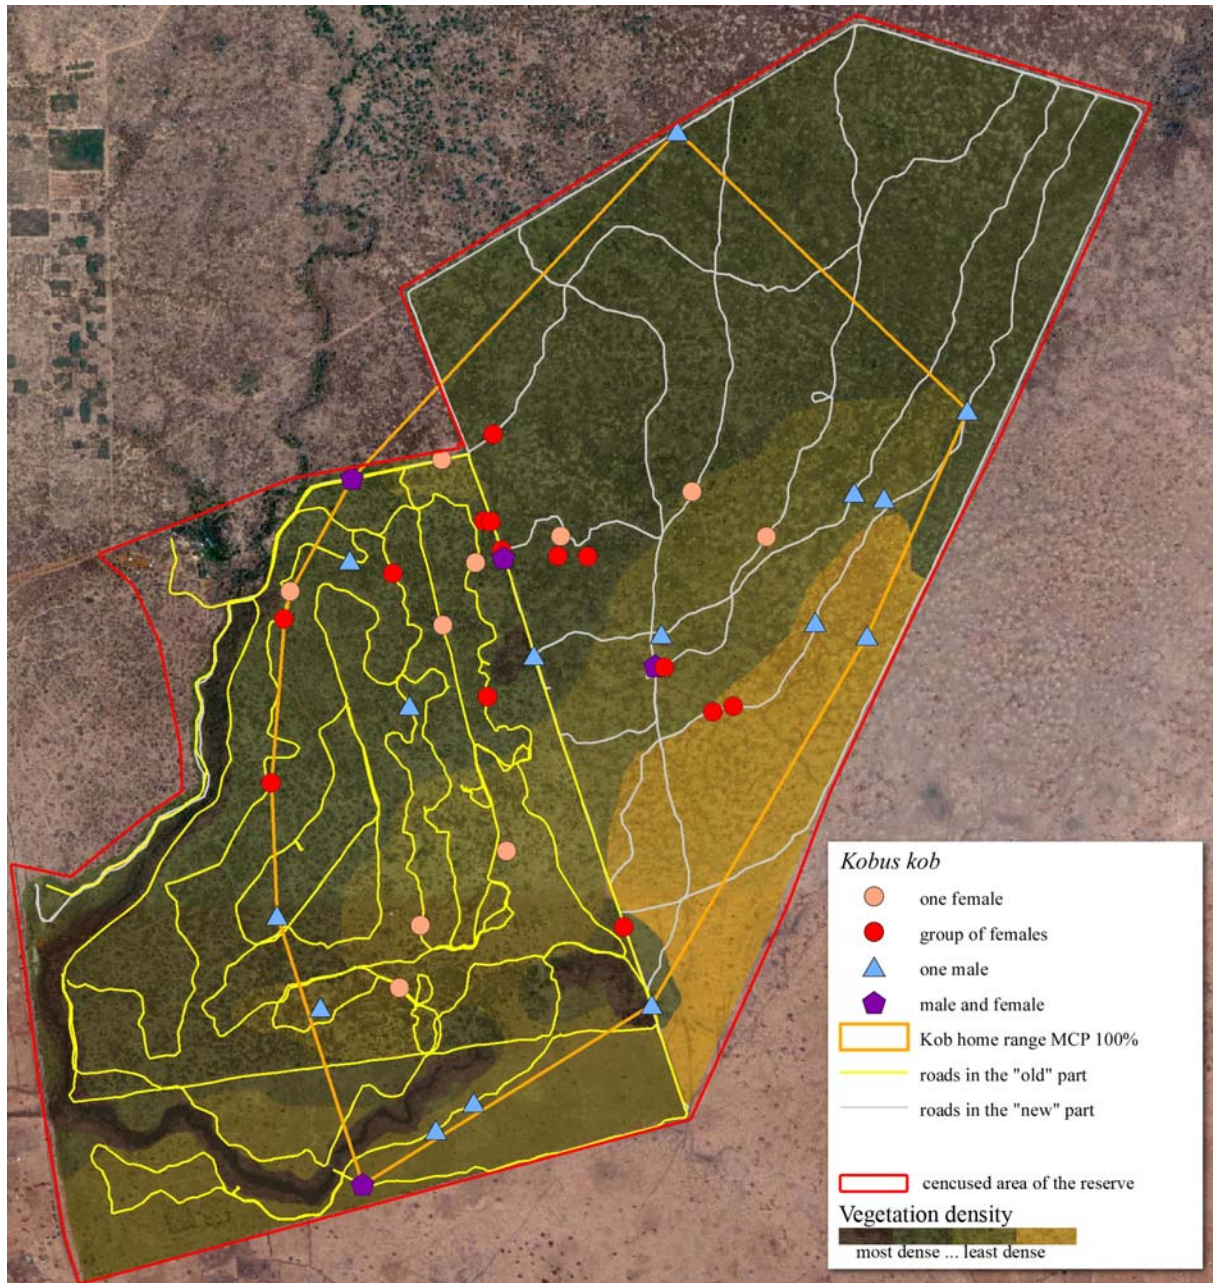 Kobus kob
one female
group of females
one male
male and female
Kob home range MCP 100%
roads in the "old" part
roads in the "new" part
cencused area of the reserve
Vegetation density
most dense ... least dense